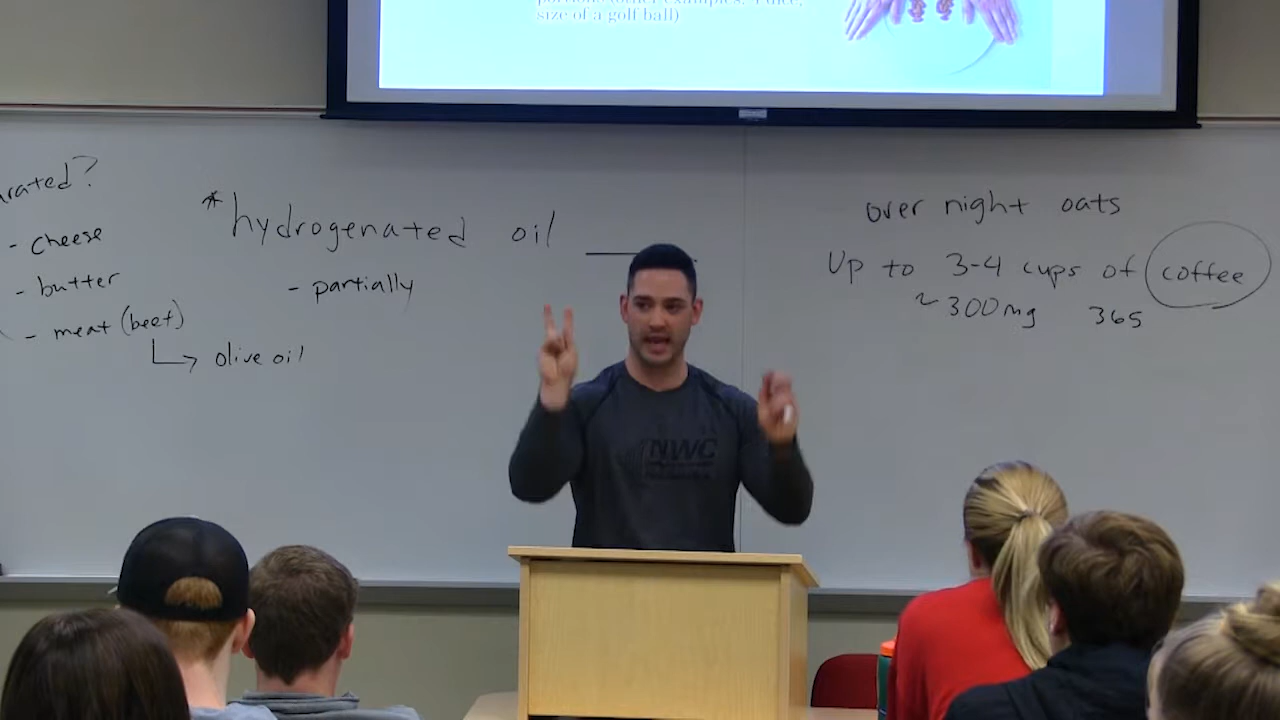 size of a golf ball)
- cheese
- butter
- meat (beef)
olive oil
*hydrogenated oil
- partially
over night oats
Up to 3-4 cups of coffee
~300mg 365
NWC